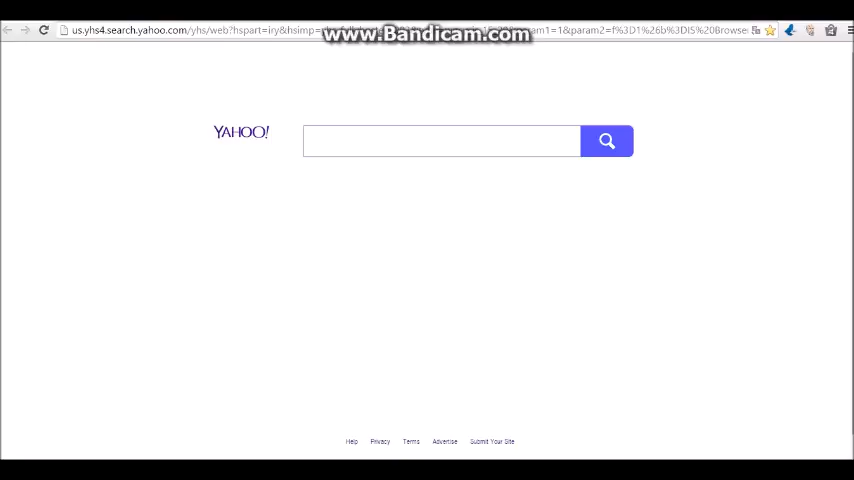 www.Bandicam.com
us.yhs4.search.yahoo.com/yhs/web?hspart=iry&hsimp= param1=1&param2=f%3D1%26b%3DIS%20Browse
YAHOO!
Help Privacy Terms Advertise Submit Your Site